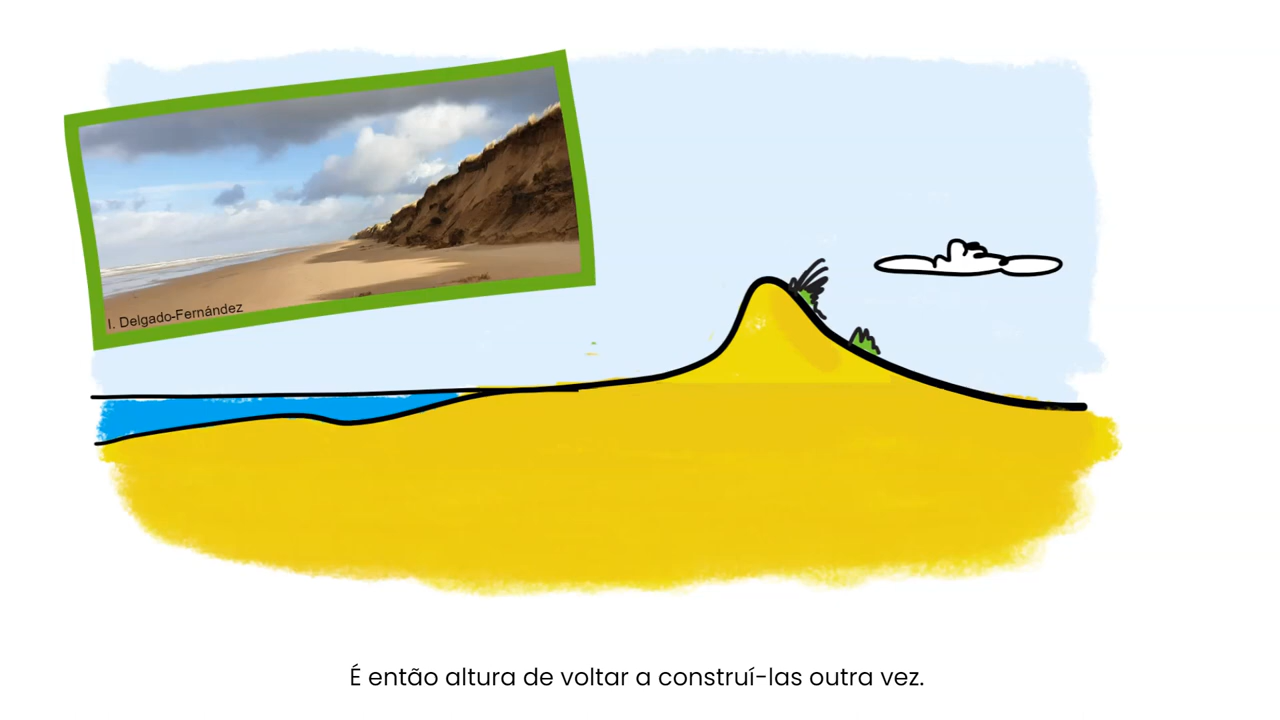 I. Delgado-Fernández
É então altura de voltar a construí-las outra vez.